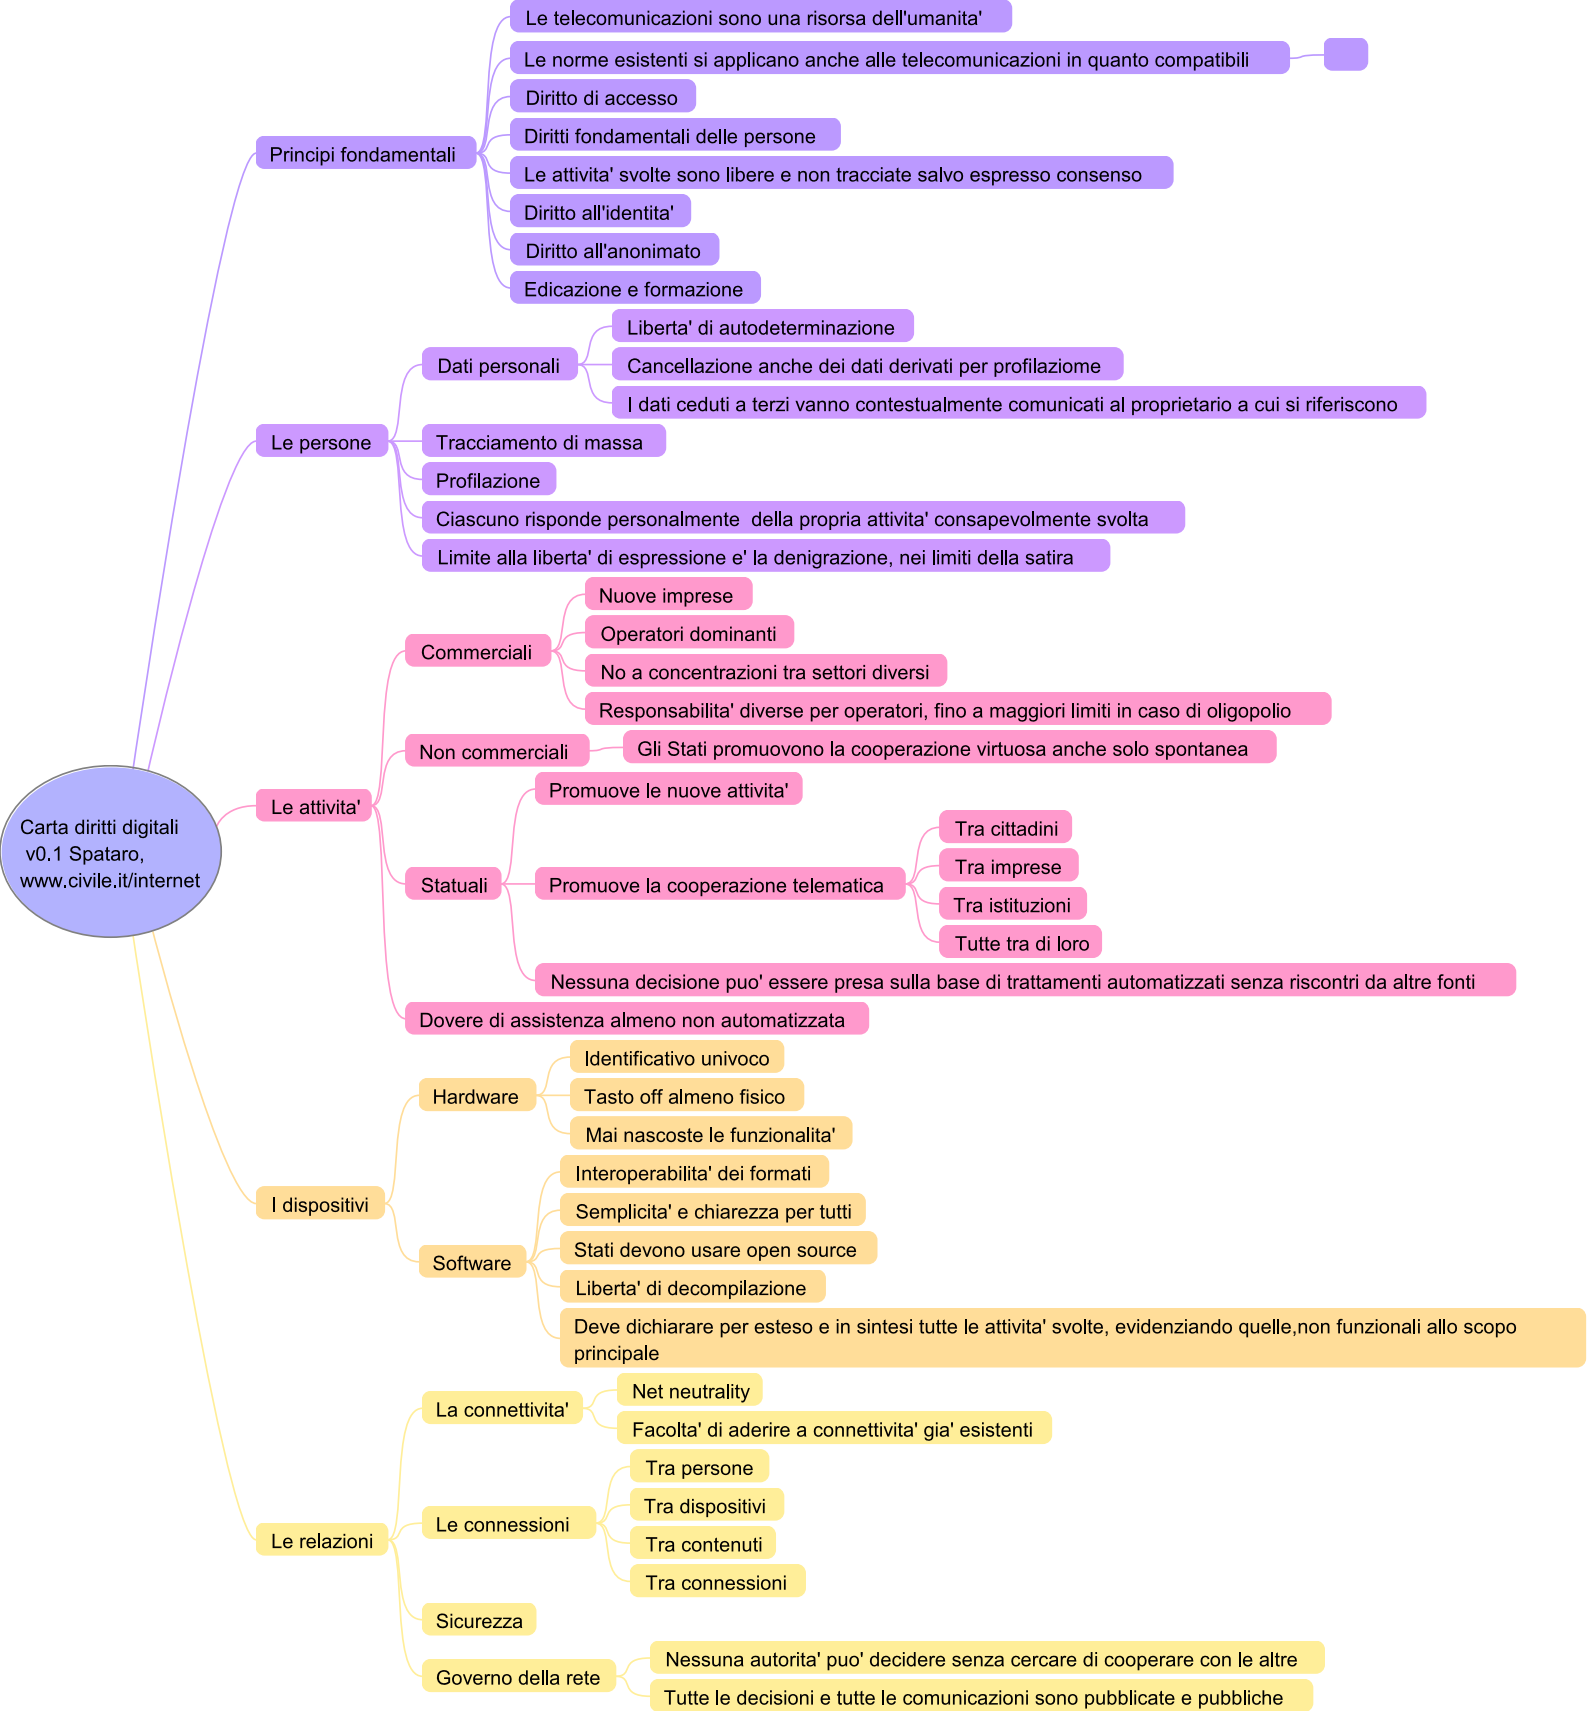 Carta diritti digitali
v0.1 Spataro,
www.civile.it/internet
Principi fondamentali
Le telecomunicazioni sono una risorsa dell'umanita'
Le norme esistenti si applicano anche alle telecomunicazioni in quanto compatibili
Diritto di accesso
Diritti fondamentali delle persone
Le attivita' svolte sono libere e non tracciate salvo espresso consenso
Diritto all'identita'
Diritto all'anonimato
Edicazione e formazione
Le persone
Dati personali
Liberta' di autodeterminazione
Cancellazione anche dei dati derivati per profilaziome
I dati ceduti a terzi vanno contestualmente comunicati al proprietario a cui si riferiscono
Tracciamento di massa
Profilazione
Ciascuno risponde personalmente  della propria attivita' consapevolmente svolta
Limite alla liberta' di espressione e' la denigrazione, nei limiti della satira
Le attivita'
Commerciali
Nuove imprese
Operatori dominanti
No a concentrazioni tra settori diversi
Responsabilita' diverse per operatori, fino a maggiori limiti in caso di oligopolio
Non commerciali
Gli Stati promuovono la cooperazione virtuosa anche solo spontanea
Statuali
Promuove le nuove attivita'
Promuove la cooperazione telematica
Tra cittadini
Tra imprese
Tra istituzioni
Tutte tra di loro
Nessuna decisione puo' essere presa sulla base di trattamenti automatizzati senza riscontri da altre fonti
Dovere di assistenza almeno non automatizzata
I dispositivi
Hardware
Identificativo univoco
Tasto off almeno fisico
Mai nascoste le funzionalita'
Software
Interoperabilita' dei formati
Semplicita' e chiarezza per tutti
Stati devono usare open source
Liberta' di decompilazione
Deve dichiarare per esteso e in sintesi tutte le attivita' svolte, evidenziando quelle,non funzionali allo scopo
principale
Le relazioni
La connettivita'
Net neutrality
Facolta' di aderire a connettivita' gia' esistenti
Le connessioni
Tra persone
Tra dispositivi
Tra contenuti
Tra connessioni
Sicurezza
Governo della rete
Nessuna autorita' puo' decidere senza cercare di cooperare con le altre
Tutte le decisioni e tutte le comunicazioni sono pubblicate e pubbliche